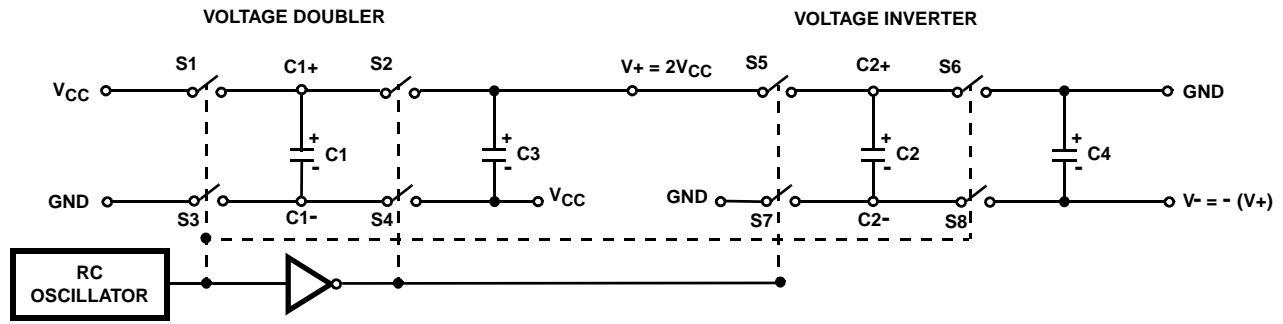 VOLTAGE DOUBLER
VOLTAGE INVERTER
S1 C1+ S2 V+ = 2VCC S5 C2+ S6
VCC GND
+ C1 - + C3 - + C2 - + C4 -
GND VCC GND V- = - (V+)
S3 C1- S4 S7 C2- S8
RC
OSCILLATOR